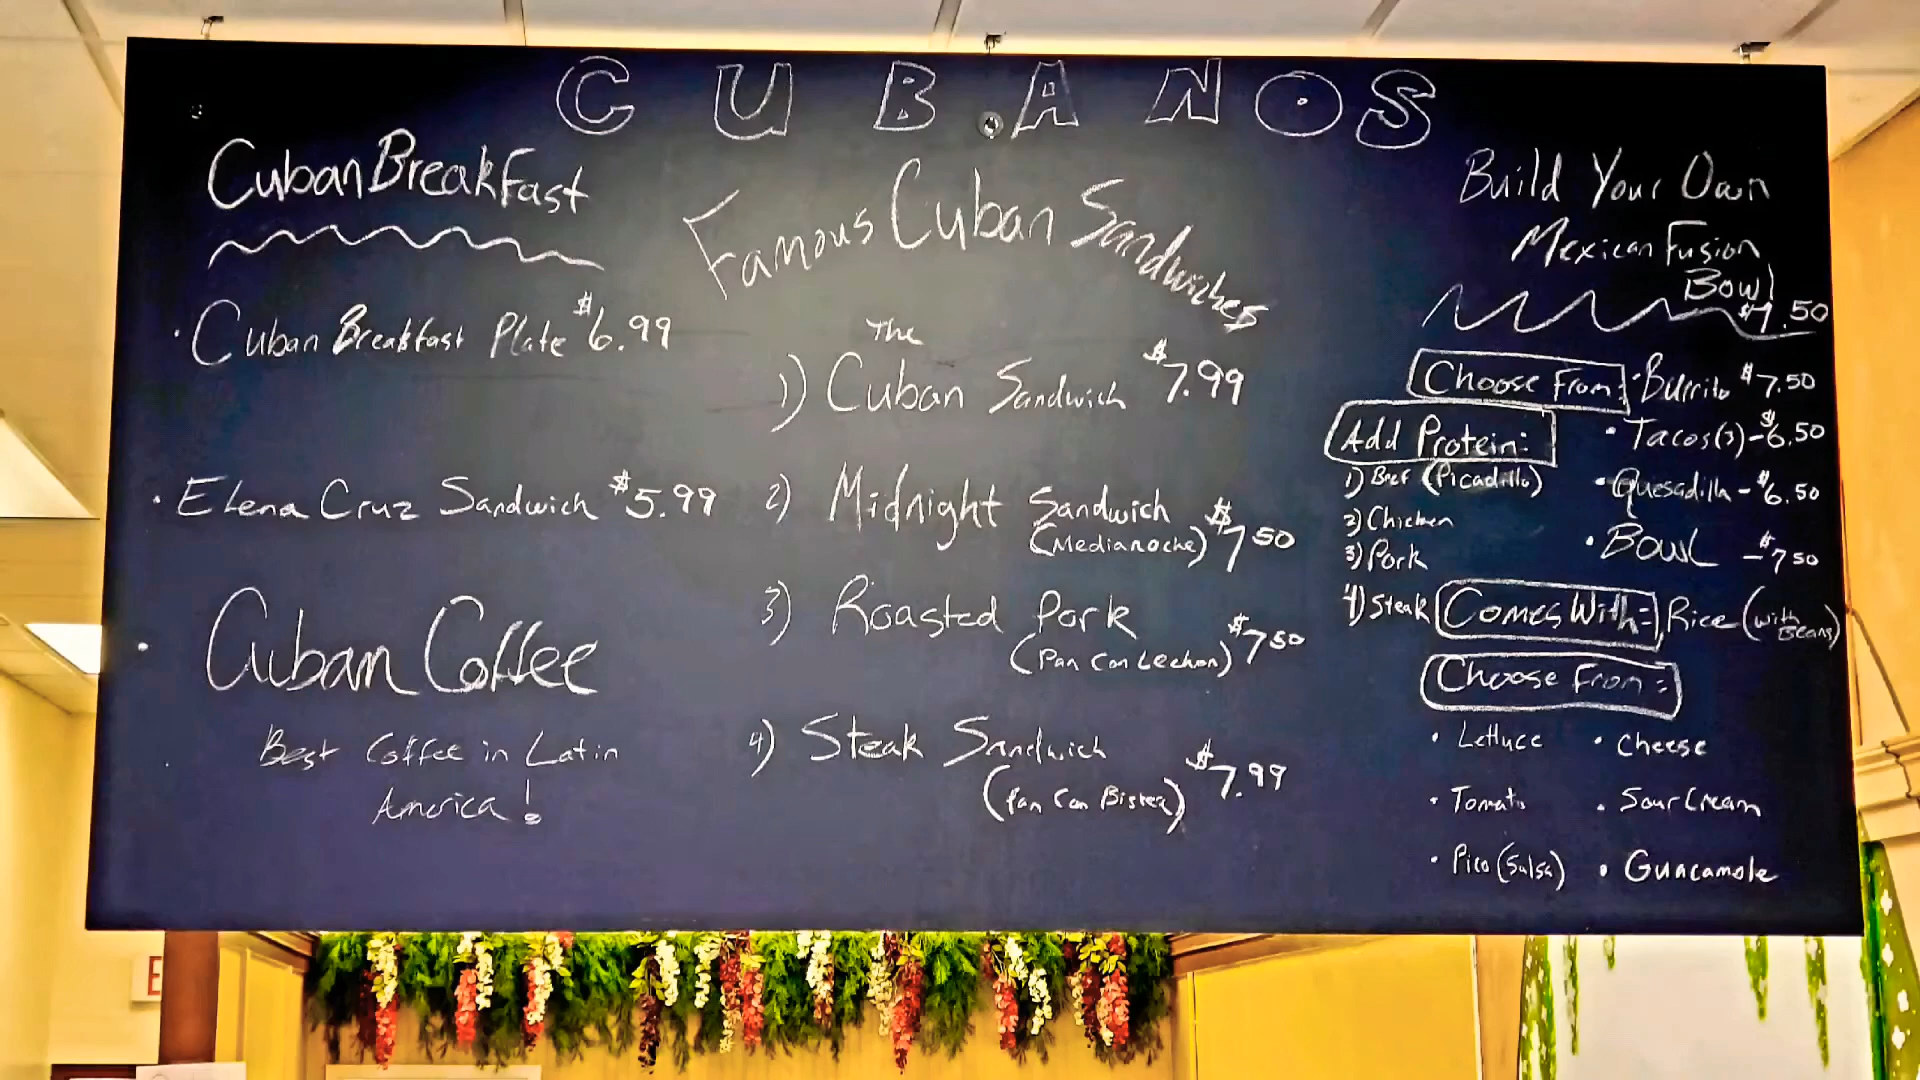 CUBANOS
Cuban Breakfast
• Cuban Breakfast Plate $6.99
• Elena Cruz Sandwich $5.99
• Cuban Coffee
Best Coffee in Latin
America!
Famous Cuban Sandwiches
The
1) Cuban Sandwich $7.99
2) Midnight Sandwich
(Medianoche) $7 50
3) Roasted Pork
(Pan Con Lechon) $7 50
4) Steak Sandwich
(Pan Con Bistec) $7.99
Build Your Own
Mexican Fusion
Bowl
$7.50
Choose From: • Burrito $7.50
• Tacos(3) - $6.50
• Quesadilla - $6.50
• Bowl - $7 50
Add Protein:
1) Beef (Picadillo)
2) Chicken
3) Pork
4) Steak
Comes With: Rice (with
Beans)
Choose From:
• Lettuce • Cheese
• Tomato • Sour Cream
• Pico (Salsa) • Guacamole
E